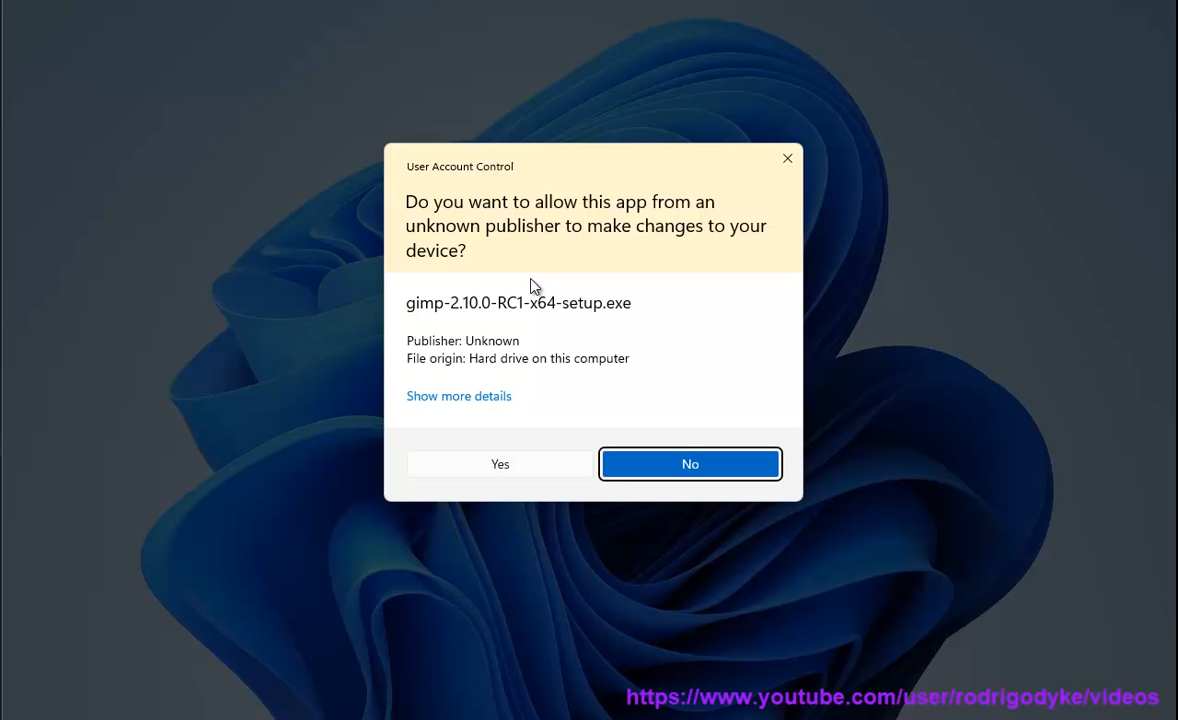 User Account Control
Do you want to allow this app from an
unknown publisher to make changes to your
device?
gimp-2.10.0-RC1-x64-setup.exe
Publisher: Unknown
File origin: Hard drive on this computer
Show more details
Yes
No
https://www.youtube.com/user/rodrigodyke/videos